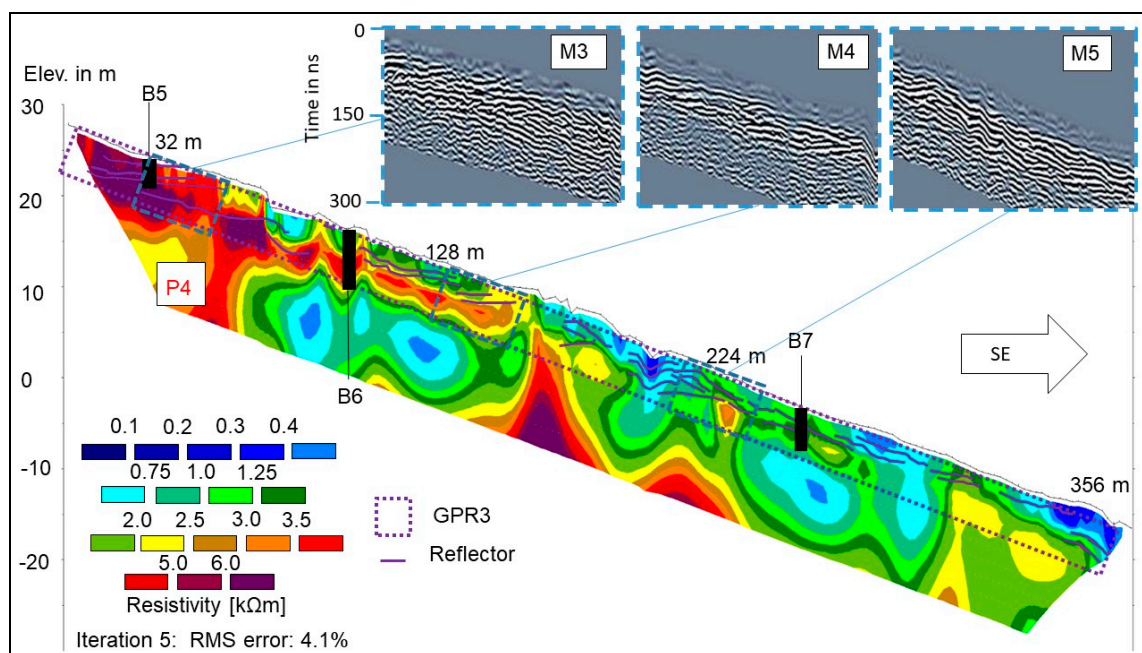 0
M3
M4
M5
Elev. in m
Time in ns
150
300
30
B5
32 m
20
P4
128 m
10
224 m
B7
SE
0
B6
0.1 0.2 0.3 0.4
0.75 1.0 1.25
-10
2.0 2.5 3.0 3.5
356 m
GPR3
-20
Reflector
5.0 6.0
Resistivity [kΩm]
Iteration 5: RMS error: 4.1%